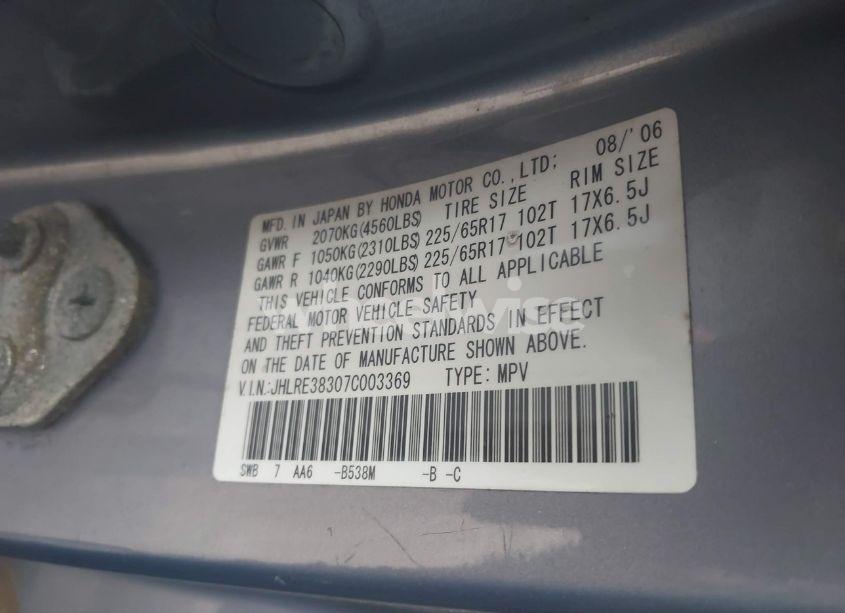 MFD. IN JAPAN BY HONDA MOTOR CO.,LTD; 08/'06
GVWR 2070KG(4560LBS) TIRE SIZE RIM SIZE
GAWR F 1050KG(2310LBS) 225/65R17 102T 17X6.5J
GAWR R 1040KG(2290LBS) 225/65R17 102T 17X6.5J
THIS VEHICLE CONFORMS TO ALL APPLICABLE
FEDERAL MOTOR VEHICLE SAFETY
AND THEFT PREVENTION STANDARDS IN EFFECT
ON THE DATE OF MANUFACTURE SHOWN ABOVE.
V.I.N.:JHLRE38307C003369 TYPE: MPV
SWB 7 AA6 -B538M -B -C